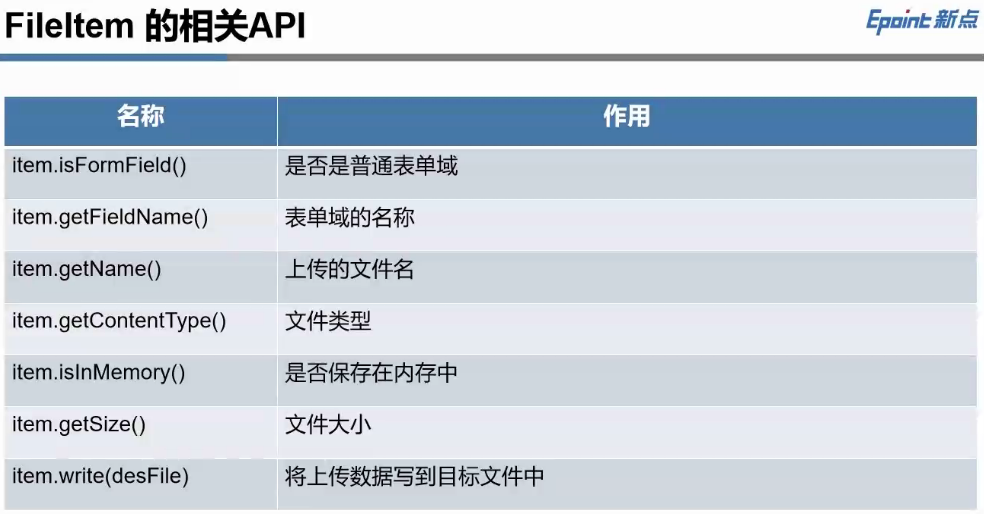 FileItem 的相关API
Epoint 新点
名称 作用
item.isFormField() 是否是普通表单域
item.getFieldName() 表单域的名称
item.getName() 上传的文件名
item.getContentType() 文件类型
item.isInMemory() 是否保存在内存中
item.getSize() 文件大小
item.write(desFile) 将上传数据写到目标文件中